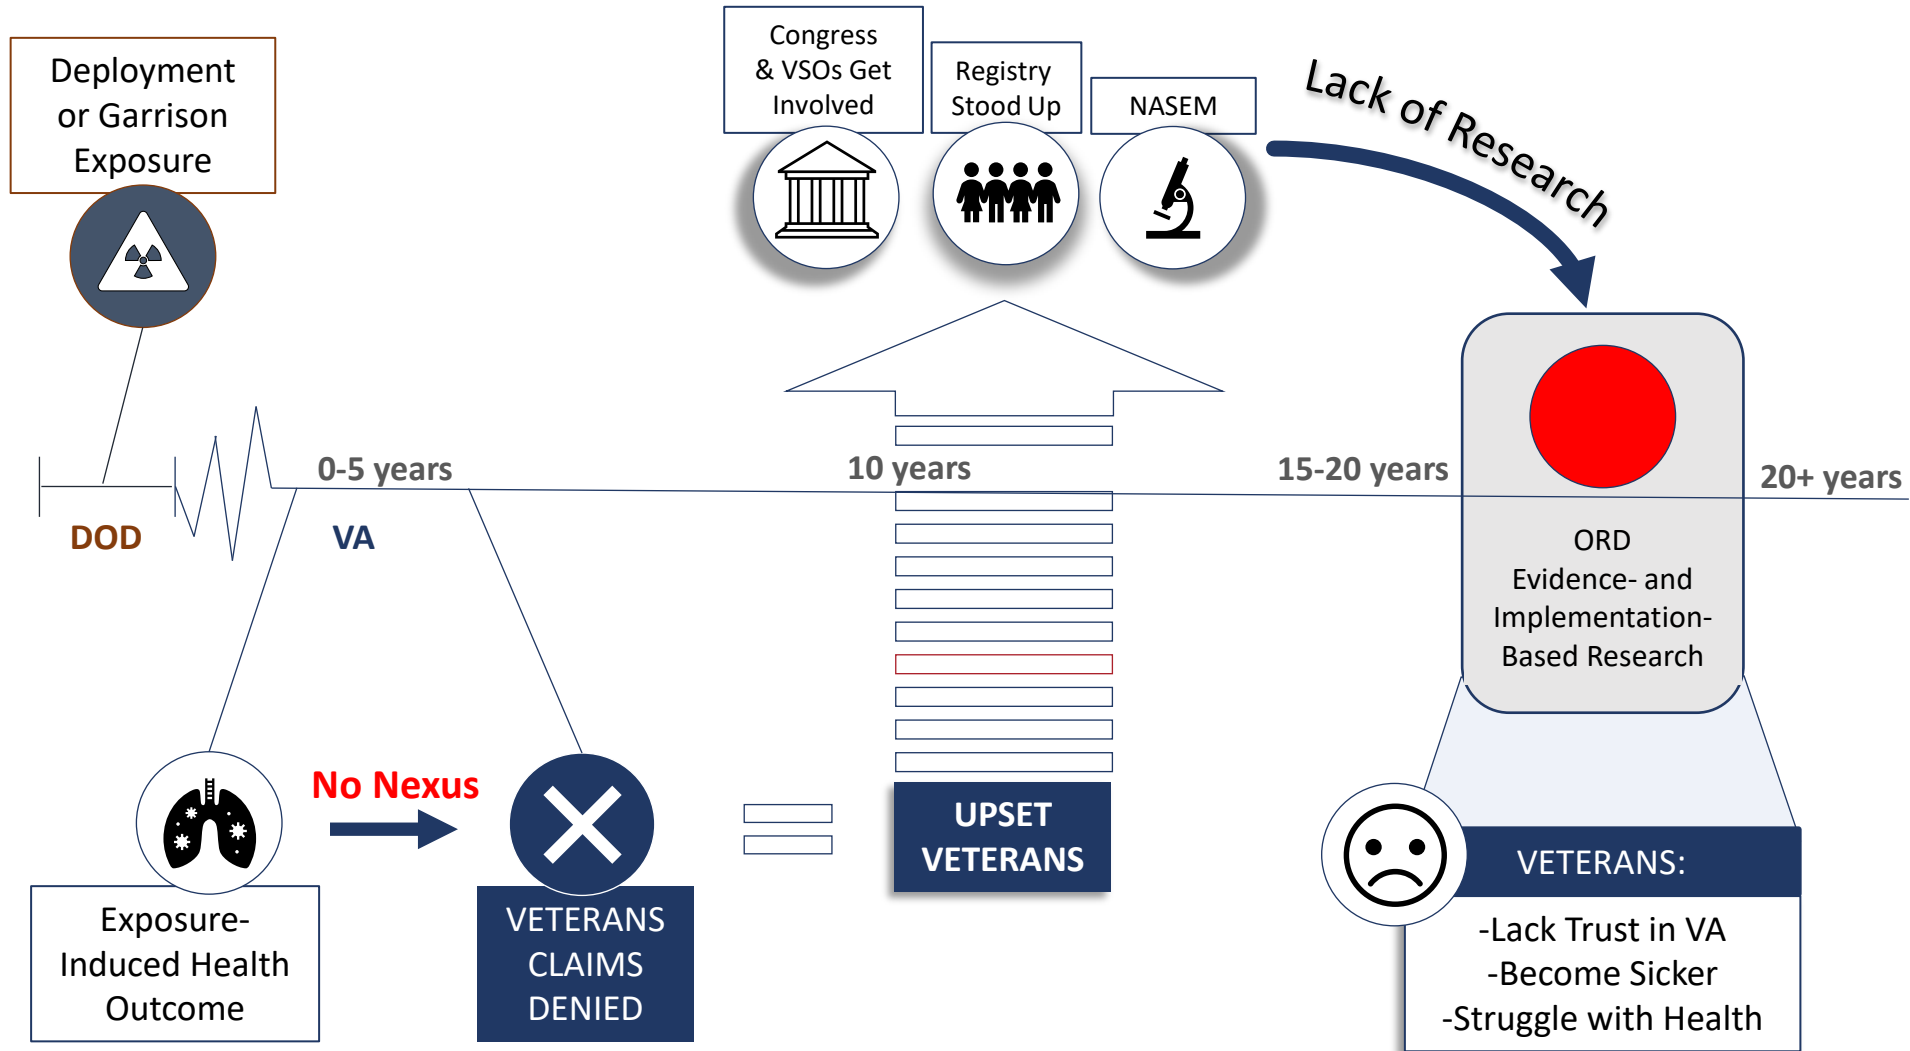 Deployment
or Garrison
Exposure
Congress
& VSOs Get
Involved
Registry
Stood Up
NASEM
Lack of Research
0-5 years
10 years
15-20 years
20+ years
DOD
VA
ORD
Evidence- and
Implementation-
Based Research
No Nexus
Exposure-
Induced Health
Outcome
VETERANS
CLAIMS
DENIED
UPSET
VETERANS
VETERANS:
-Lack Trust in VA
-Become Sicker
-Struggle with Health